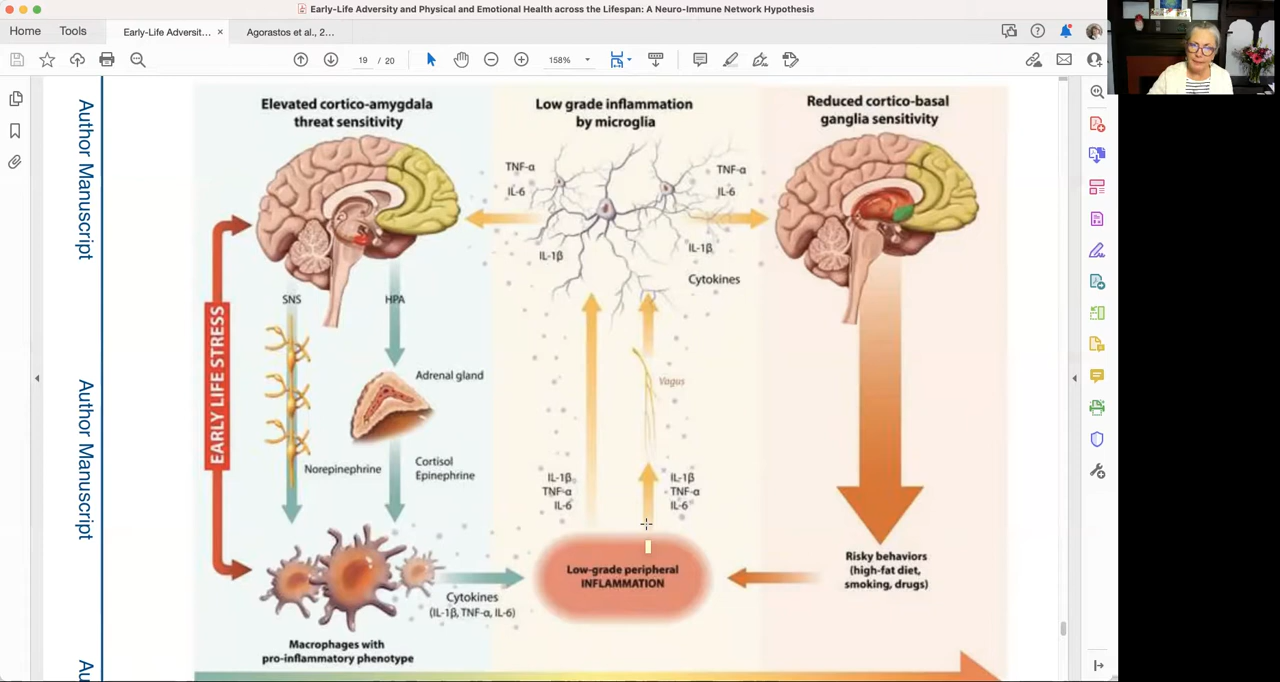 Early-Life Adversity and Physical and Emotional Health across the Lifespan: A Neuro-Immune Network Hypothesis
Home
Tools
Early-Life Adversit...
Agorastos et al., 2...
19 / 20
158%
Author Manuscript
Author Manuscript
Au
Elevated cortico-amygdala
threat sensitivity
Low grade inflammation
by microglia
Reduced cortico-basal
ganglia sensitivity
TNF-α
IL-6
TNF-α
IL-6
IL-1β
IL-1β
Cytokines
EARLY LIFE STRESS
SNS
HPA
Adrenal gland
Vagus
Norepinephrine
Cortisol
Epinephrine
IL-1β
TNF-α
IL-6
IL-1β
TNF-α
IL-6
Low-grade peripheral
INFLAMMATION
Risky behaviors
(high-fat diet,
smoking, drugs)
Cytokines
(IL-1β, TNF-α, IL-6)
Macrophages with
pro-inflammatory phenotype